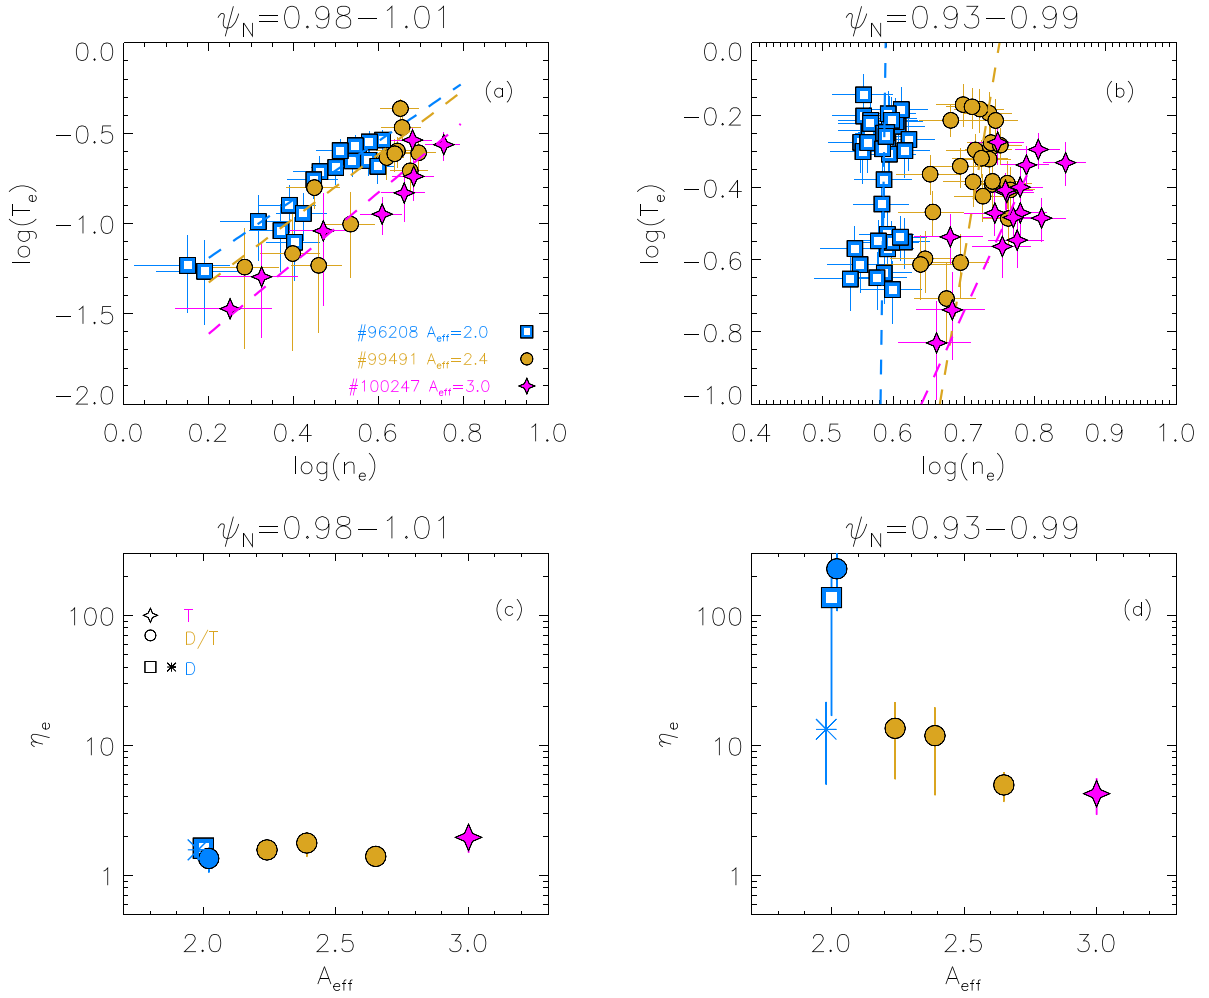 ψN=0.98−1.01
0.0
−0.5
−1.0
−1.5
−2.0
log(Te)
(a)
#96208 Aeff=2.0
#99491 Aeff=2.4
#100247 Aeff=3.0
0.0 0.2 0.4 0.6 0.8 1.0
log(ne)
ψN=0.93−0.99
0.0
−0.2
−0.4
−0.6
−0.8
−1.0
log(Te)
(b)
0.4 0.5 0.6 0.7 0.8 0.9 1.0
log(ne)
ψN=0.98−1.01
100
10
1
ηe
(c)
T
D/T
D
2.0 2.5 3.0
Aeff
ψN=0.93−0.99
100
10
1
ηe
(d)
2.0 2.5 3.0
Aeff